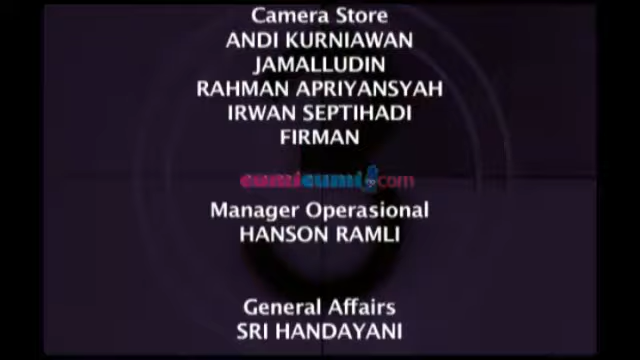 Camera Store
ANDI KURNIAWAN
JAMALLUDIN
RAHMAN APRIYANSYAH
IRWAN SEPTIHADI
FIRMAN
cumicumi.com
Manager Operasional
HANSON RAMLI
General Affairs
SRI HANDAYANI